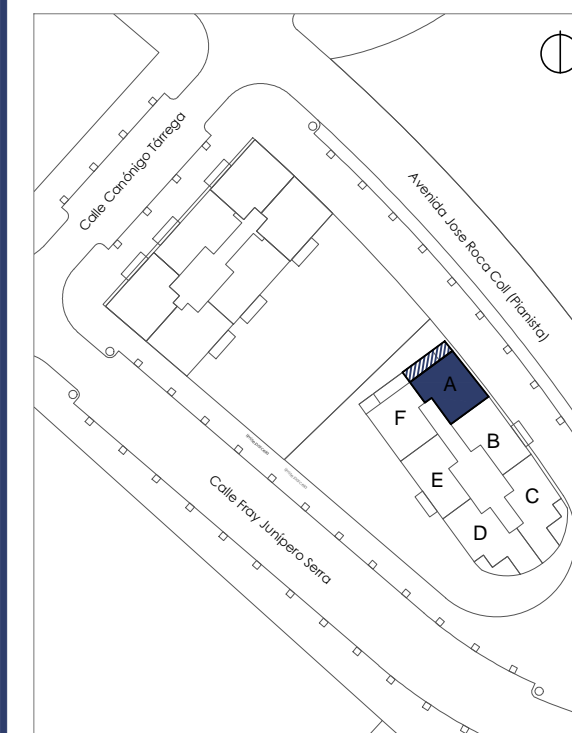 Calle Canónigo Tárrega
Avenida Jose Roca Coll (Pianista)
A
F
B
E
C
D
Calle Fray Junípero Serra